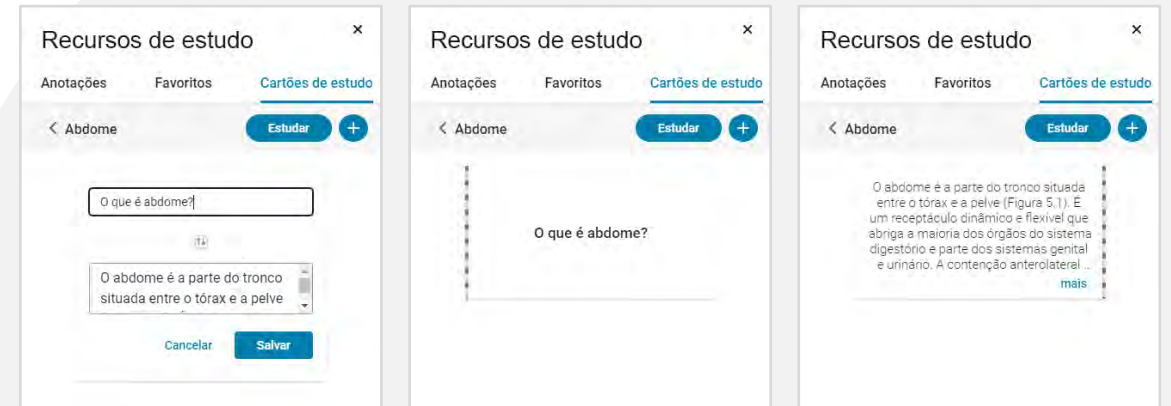 Recursos de estudo ×
Anotações Favoritos Cartões de estudo
< Abdome Estudar +
O que é abdome?
O abdome é a parte do tronco
situada entre o tórax e a pelve
Cancelar Salvar
Recursos de estudo ×
Anotações Favoritos Cartões de estudo
< Abdome Estudar +
O que é abdome?
Recursos de estudo ×
Anotações Favoritos Cartões de estudo
< Abdome Estudar +
O abdome é a parte do tronco situada
entre o tórax e a pelve (Figura 5.1). É
um receptáculo dinâmico e flexível que
abriga a maioria dos órgãos do sistema
digestório e parte dos sistemas genital
e urinário. A contenção anterolateral ...
mais